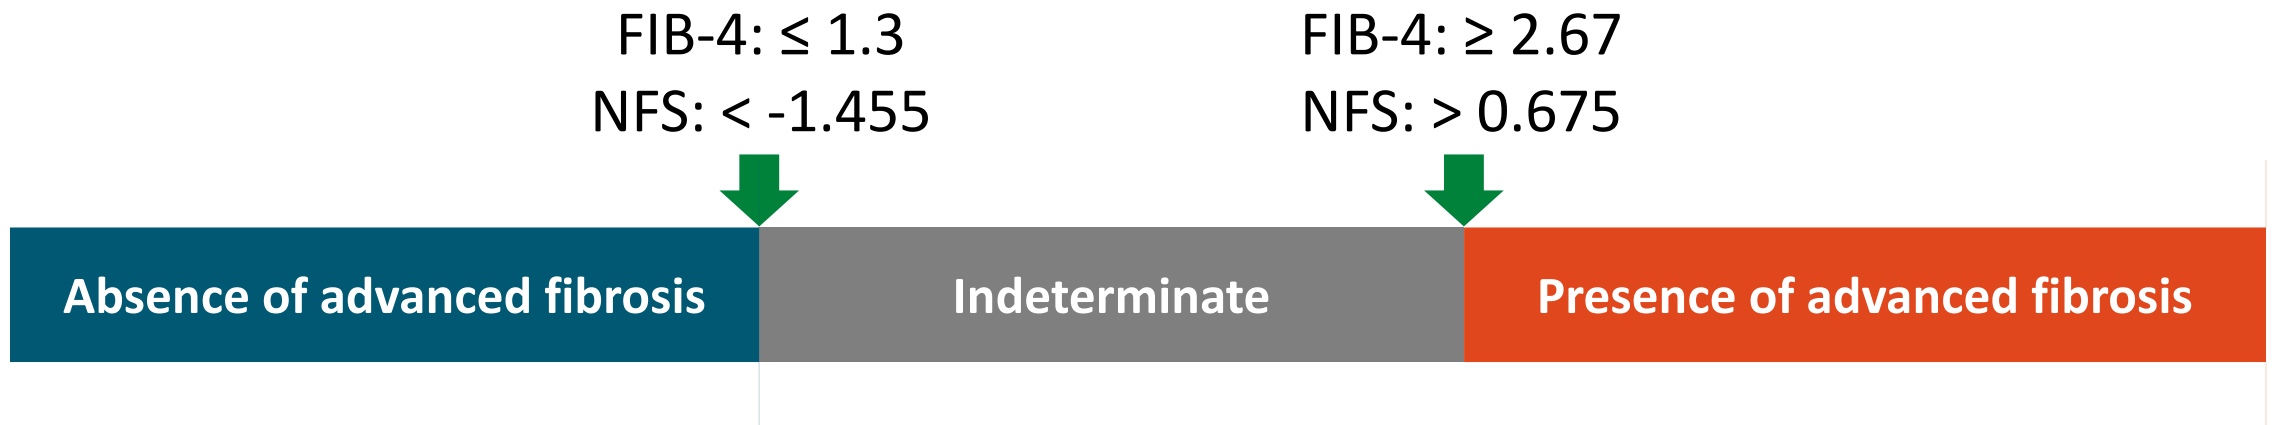 FIB-4: ≤ 1.3
NFS: < -1.455
FIB-4: ≥ 2.67
NFS: > 0.675
Absence of advanced fibrosis
Indeterminate
Presence of advanced fibrosis